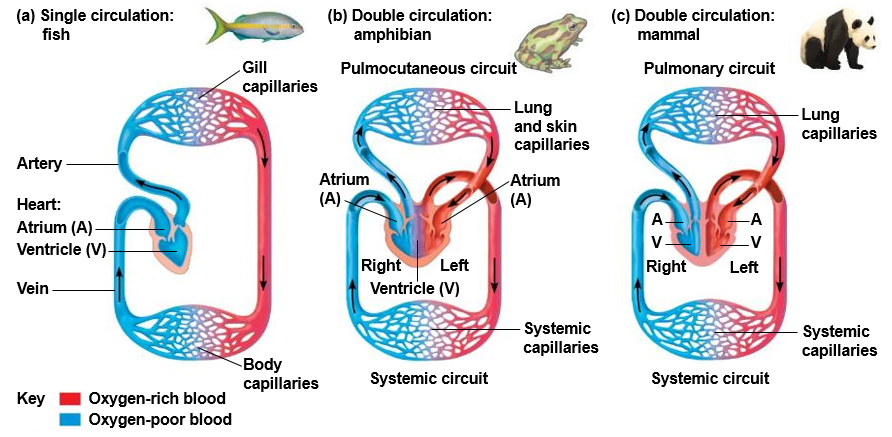 (a) Single circulation:
fish
Gill
capillaries
Artery
Heart:
Atrium (A)
Ventricle (V)
Vein
Body
capillaries
Key
Oxygen-rich blood
Oxygen-poor blood
(b) Double circulation:
amphibian
Pulmocutaneous circuit
Lung
and skin
capillaries
Atrium
(A)
Atrium
(A)
Right
Left
Ventricle (V)
Systemic
capillaries
Systemic circuit
(c) Double circulation:
mammal
Pulmonary circuit
Lung
capillaries
A
A
V
V
Right
Left
Systemic
capillaries
Systemic circuit